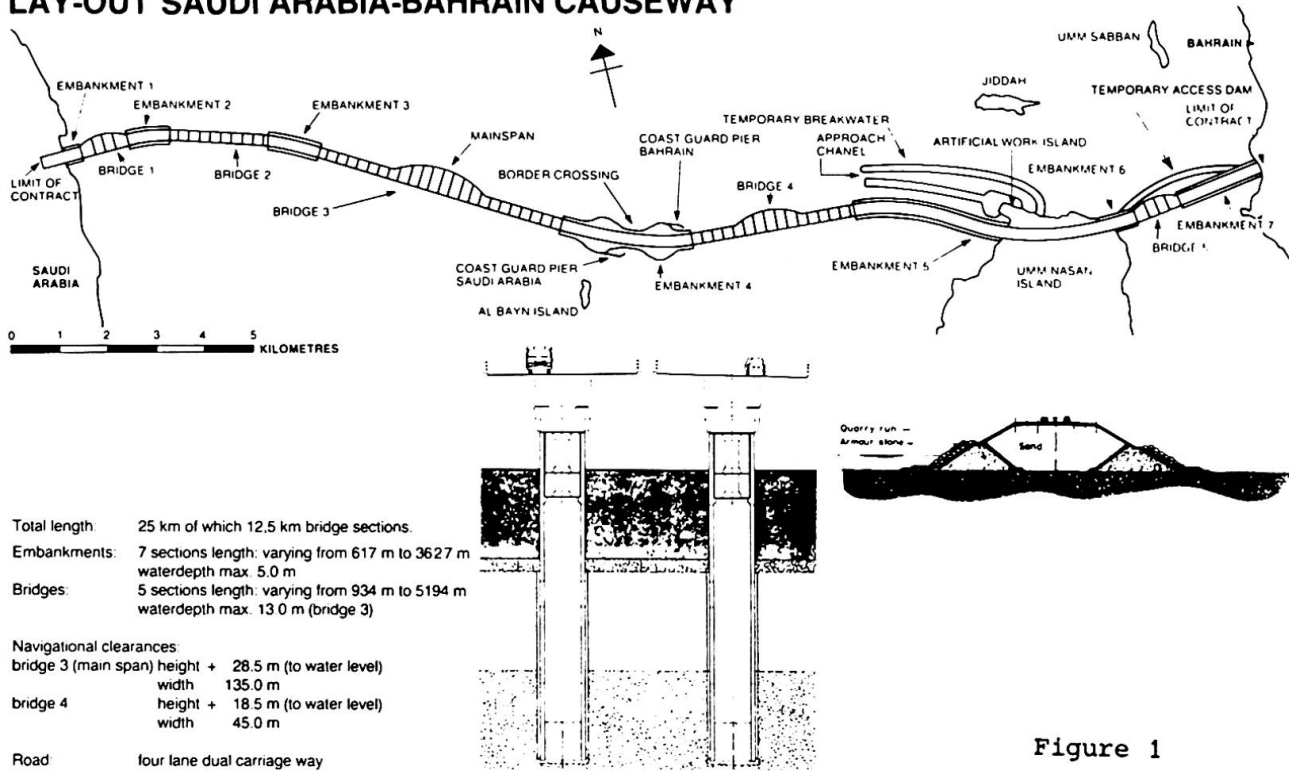 LAY-OUT SAUDI ARABIA-BAHRAIN CAUSEWAY
N
UMM SABBAN
BAHRAIN
EMBANKMENT 1
EMBANKMENT 2
EMBANKMENT 3
MAINSPAN
COAST GUARD PIER
BAHRAIN
JIDDAH
TEMPORARY ACCESS DAM
LIMIT OF
CONTRACT
TEMPORARY BREAKWATER
APPROACH
CHANEL
ARTIFICIAL WORK ISLAND
EMBANKMENT 6
LIMIT OF
CONTRACT
BRIDGE 1
BRIDGE 2
BRIDGE 3
BORDER CROSSING
BRIDGE 4
SAUDI
ARABIA
COAST GUARD PIER
SAUDI ARABIA
EMBANKMENT 4
AL BAYN ISLAND
EMBANKMENT 5
UMM NASAN
ISLAND
EMBANKMENT 7
BRIDGE 5
0 1 2 3 4 5
KILOMETRES
Quarry run
Armour stone
Sand
Total length: 25 km of which 12,5 km bridge sections.
Embankments: 7 sections length: varying from 617 m to 3627 m
waterdepth max. 5.0 m
Bridges: 5 sections length: varying from 934 m to 5194 m
waterdepth max. 13.0 m (bridge 3)
Navigational clearances:
bridge 3 (main span) height + 28.5 m (to water level)
width 135.0 m
bridge 4 height + 18.5 m (to water level)
width 45.0 m
Road: four lane dual carriage way
Figure 1